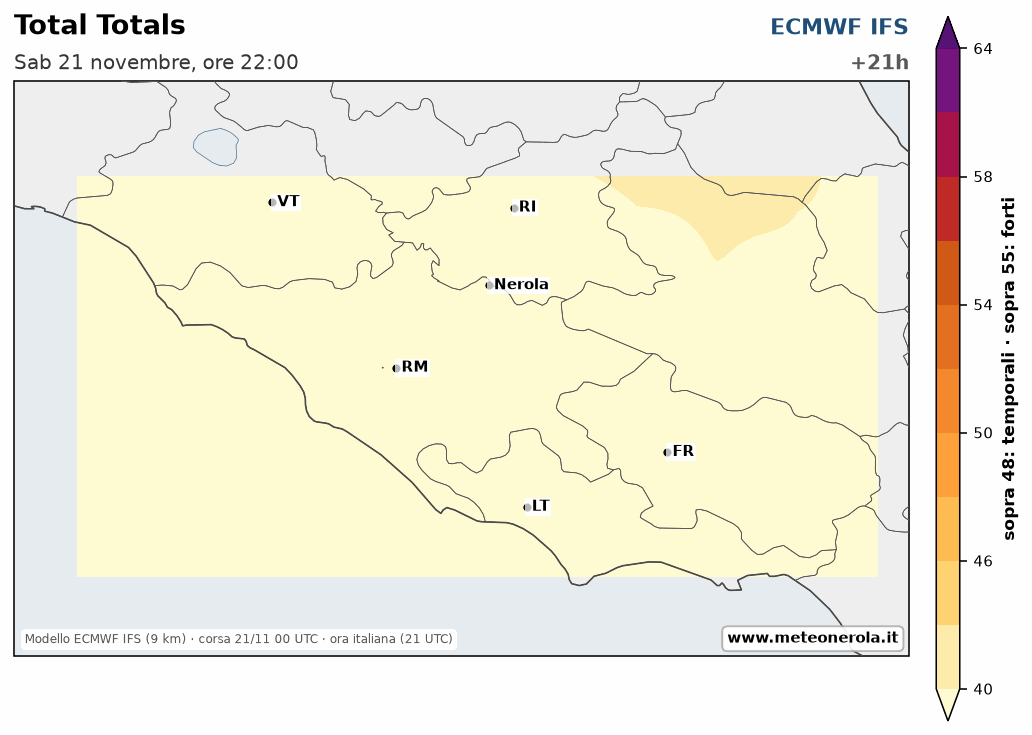 Total Totals
ECMWF IFS
Sab 21 novembre, ore 22:00
+21h
VT
RI
Nerola
RM
FR
LT
Modello ECMWF IFS (9 km) · corsa 21/11 00 UTC · ora italiana (21 UTC)
www.meteonerola.it
64
58
54
50
46
40
sopra 48: temporali · sopra 55: forti